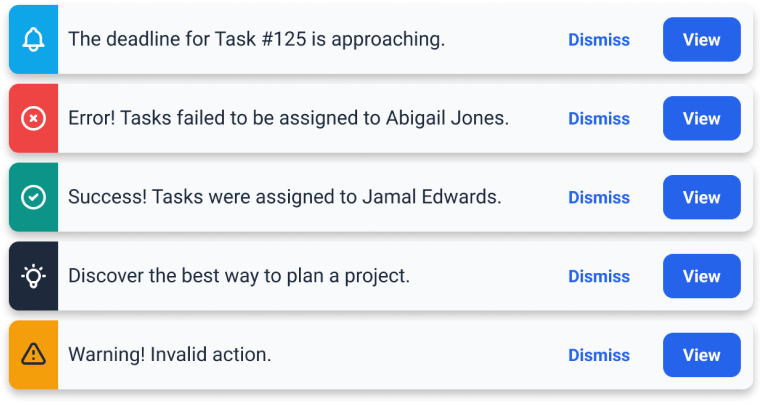 The deadline for Task #125 is approaching. Dismiss View
Error! Tasks failed to be assigned to Abigail Jones. Dismiss View
Success! Tasks were assigned to Jamal Edwards. Dismiss View
Discover the best way to plan a project. Dismiss View
Warning! Invalid action. Dismiss View